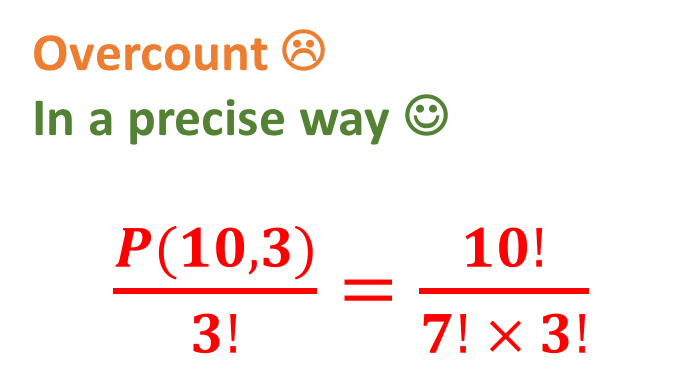 Overcount ☹
In a precise way ☺
P(10,3) / 3! = 10! / 7! × 3!